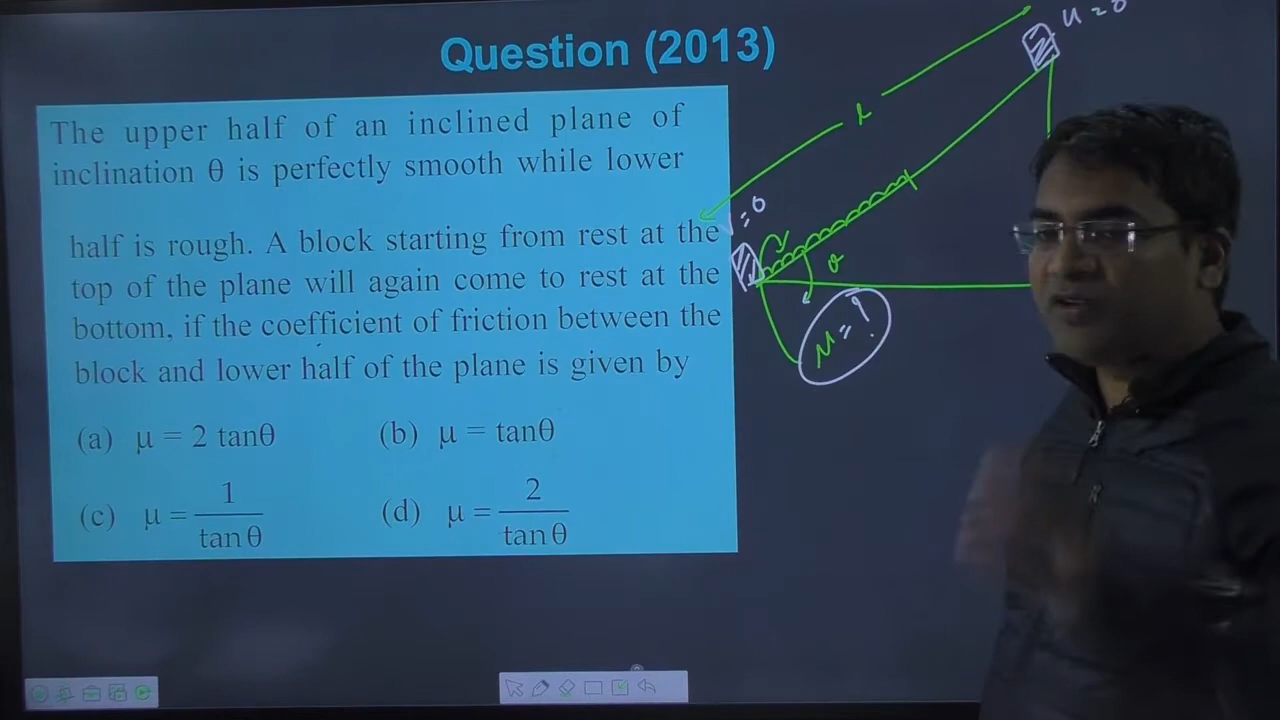 Question (2013)
The upper half of an inclined plane of
inclination θ is perfectly smooth while lower
half is rough. A block starting from rest at the
top of the plane will again come to rest at the
bottom, if the coefficient of friction between the
block and lower half of the plane is given by
(a) μ = 2 tanθ (b) μ = tanθ
(c) μ = 1/tan θ (d) μ = 2/tan θ
u = 0
l
V = 0
θ
μ = ?